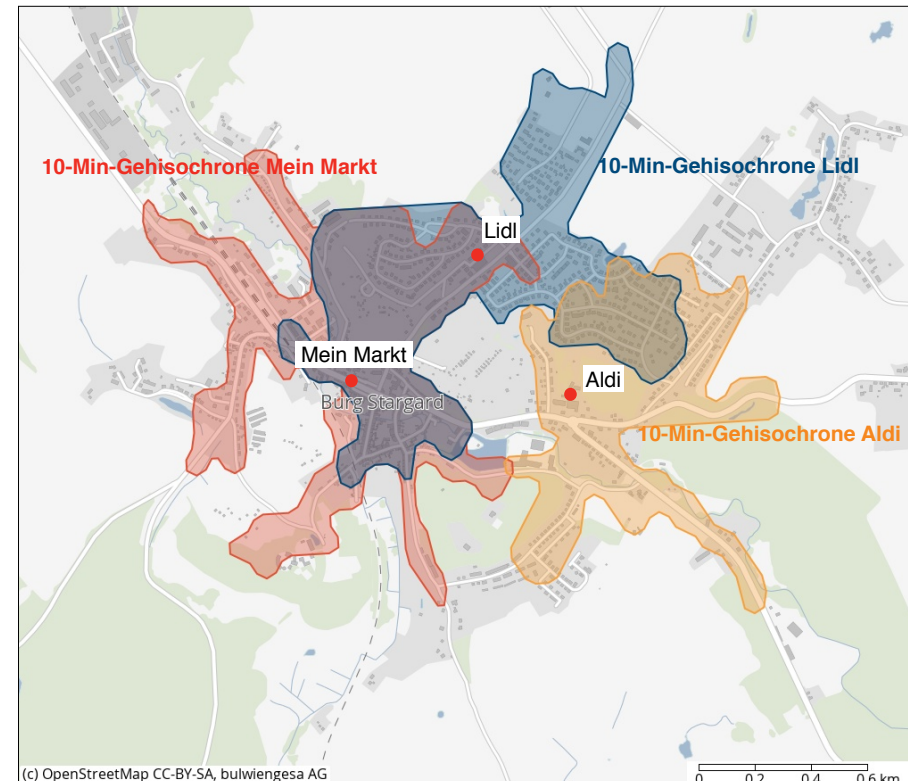 10-Min-Gehisochrone Mein Markt
10-Min-Gehisochrone Lidl
Lidl
Mein Markt
Burg Stargard
Aldi
10-Min-Gehisochrone Aldi
(c) OpenStreetMap CC-BY-SA, bulwiengesa AG
0 0.2 0.4 0.6 km